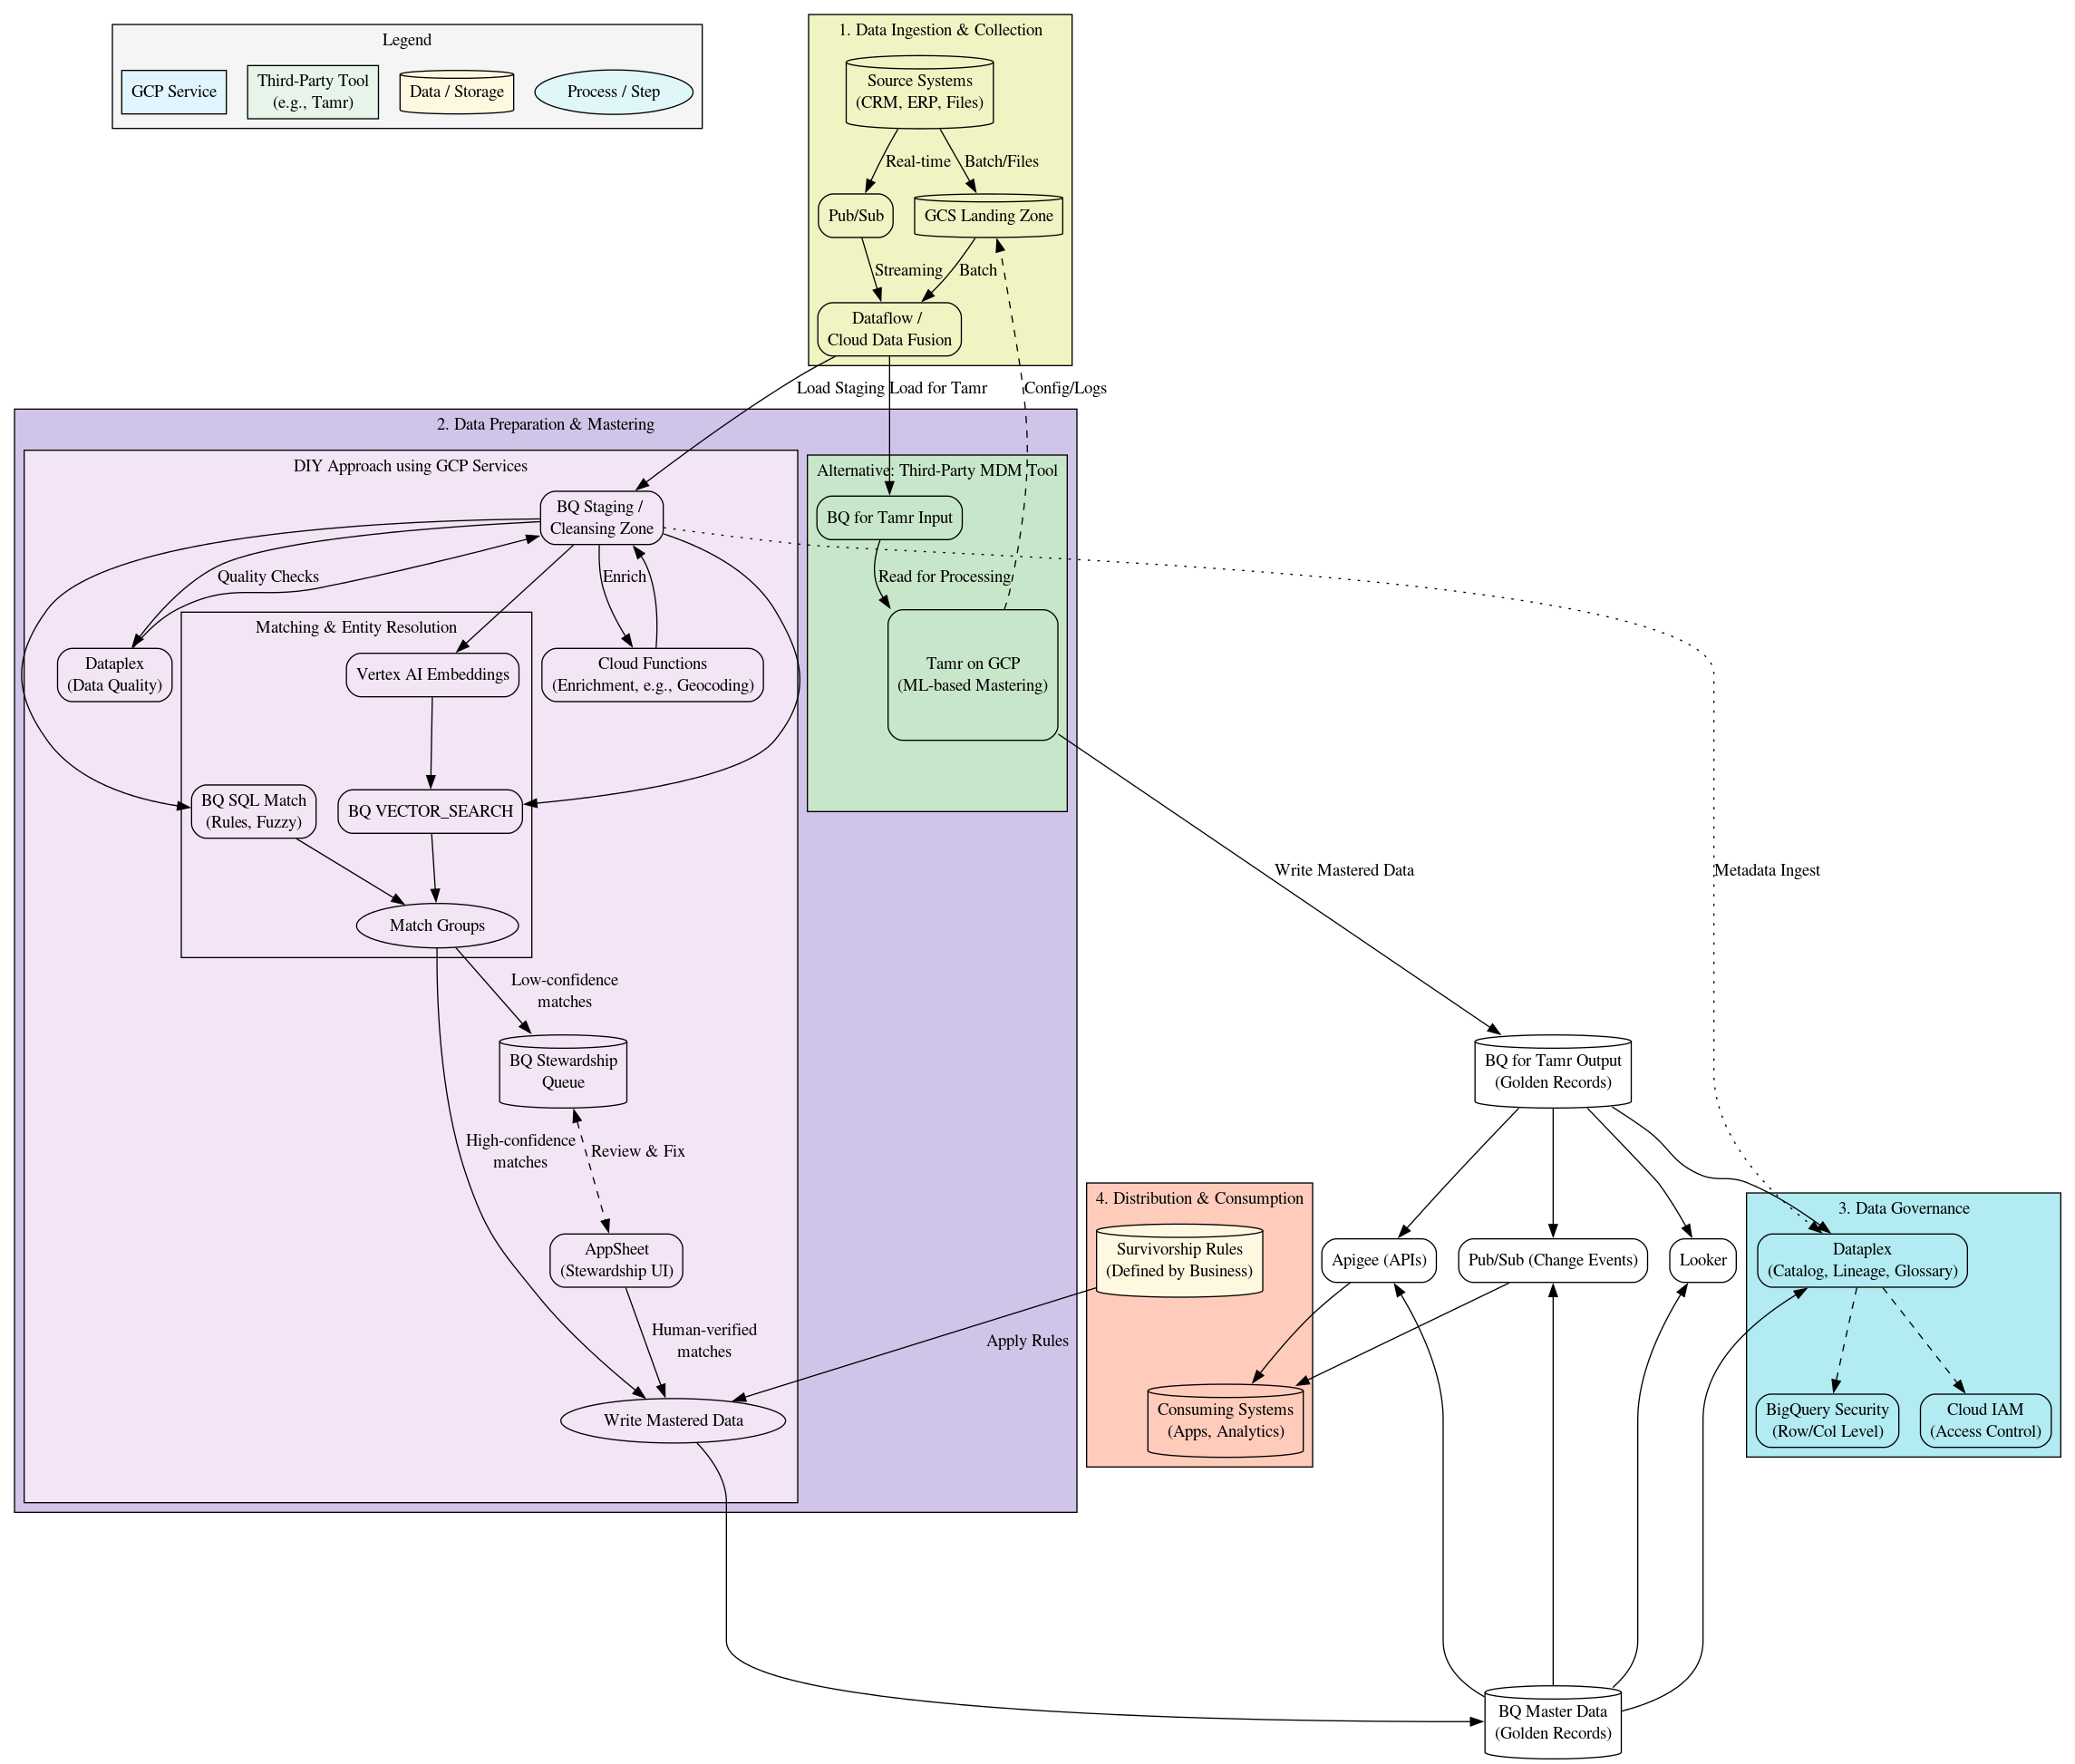 Legend
GCP Service
Third-Party Tool
(e.g., Tamr)
Data / Storage
Process / Step
1. Data Ingestion & Collection
Source Systems
(CRM, ERP, Files)
Real-time
Batch/Files
Pub/Sub
GCS Landing Zone
Streaming
Batch
Dataflow /
Cloud Data Fusion
Load Staging
Load for Tamr
Config/Logs
2. Data Preparation & Mastering
DIY Approach using GCP Services
BQ Staging /
Cleansing Zone
Quality Checks
Enrich
Matching & Entity Resolution
Dataplex
(Data Quality)
Vertex AI Embeddings
Cloud Functions
(Enrichment, e.g., Geocoding)
BQ SQL Match
(Rules, Fuzzy)
BQ VECTOR_SEARCH
Match Groups
Low-confidence
matches
BQ Stewardship
Queue
High-confidence
matches
Review & Fix
AppSheet
(Stewardship UI)
Human-verified
matches
Write Mastered Data
Alternative: Third-Party MDM Tool
BQ for Tamr Input
Read for Processing
Tamr on GCP
(ML-based Mastering)
Write Mastered Data
Metadata Ingest
BQ for Tamr Output
(Golden Records)
4. Distribution & Consumption
Survivorship Rules
(Defined by Business)
Apply Rules
Consuming Systems
(Apps, Analytics)
Apigee (APIs)
Pub/Sub (Change Events)
Looker
3. Data Governance
Dataplex
(Catalog, Lineage, Glossary)
BigQuery Security
(Row/Col Level)
Cloud IAM
(Access Control)
BQ Master Data
(Golden Records)